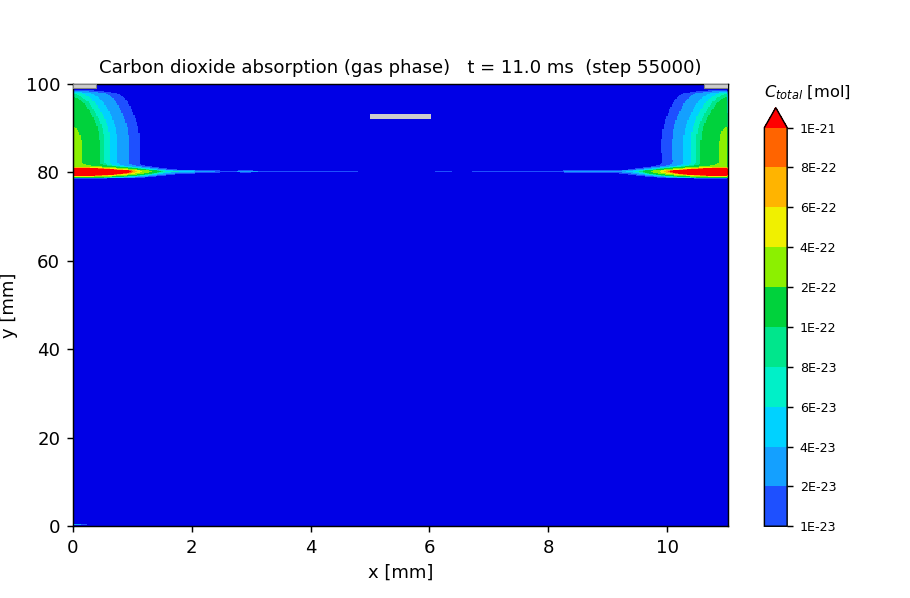 Carbon dioxide absorption (gas phase)   t = 11.0 ms  (step 55000)
C_total [mol]
1E-21
8E-22
6E-22
4E-22
2E-22
1E-22
8E-23
6E-23
4E-23
2E-23
1E-23
y [mm]
100
80
60
40
20
0
0 2 4 6 8 10
x [mm]